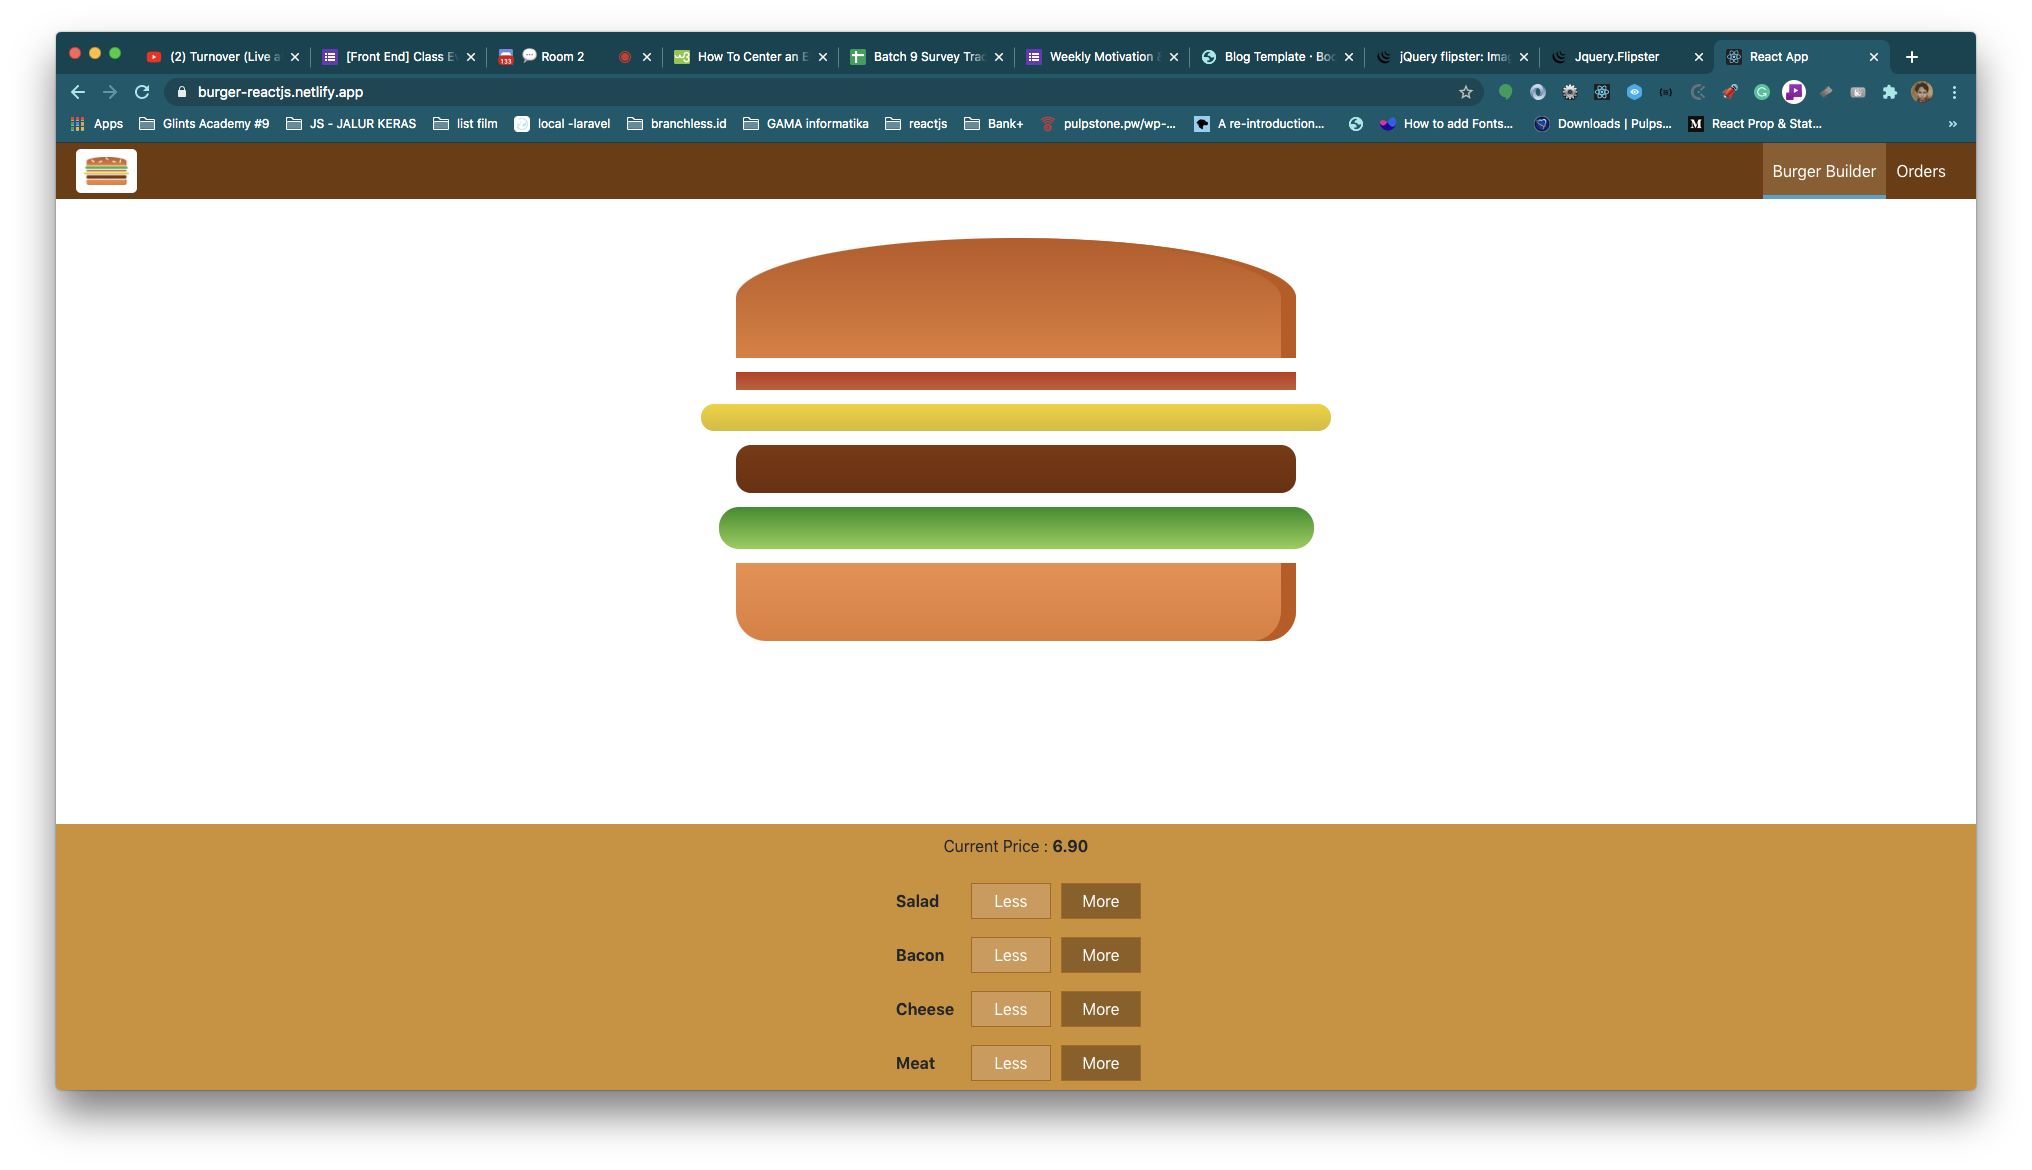 (2) Turnover (Live a
[Front End] Class Ev
133
Room 2
How To Center an E
Batch 9 Survey Trac
Weekly Motivation
Blog Template · Boo
jQuery flipster: Imag
Jquery.Flipster
React App
burger-reactjs.netlify.app
Apps
Glints Academy #9
JS - JALUR KERAS
list film
local -laravel
branchless.id
GAMA informatika
reactjs
Bank+
pulpstone.pw/wp-...
A re-introduction...
How to add Fonts...
Downloads | Pulps...
React Prop & Stat...
»
Burger Builder
Orders
Current Price : 6.90
Salad Less More
Bacon Less More
Cheese Less More
Meat Less More